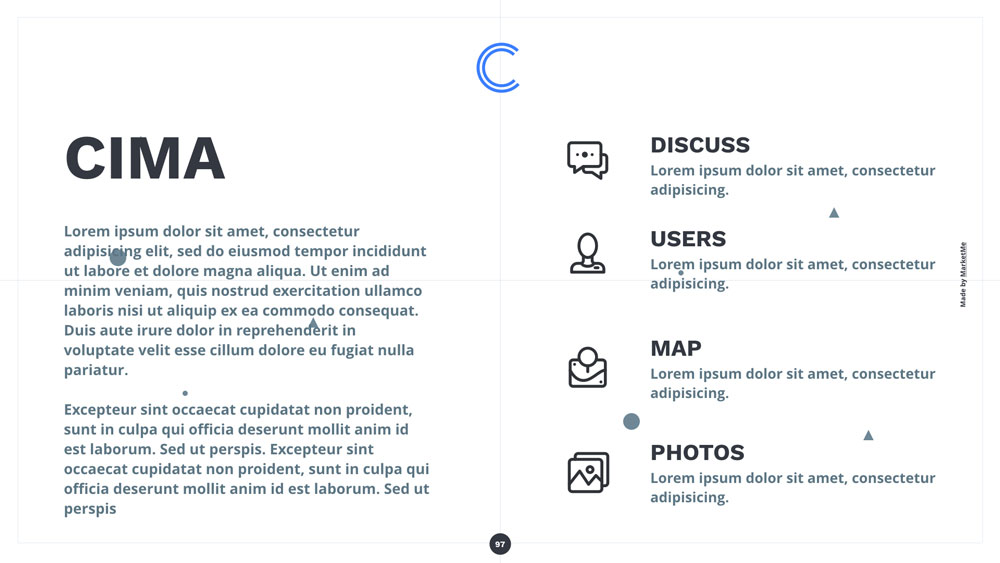 CIMA
Lorem ipsum dolor sit amet, consectetur
adipisicing elit, sed do eiusmod tempor incididunt
ut labore et dolore magna aliqua. Ut enim ad
minim veniam, quis nostrud exercitation ullamco
laboris nisi ut aliquip ex ea commodo consequat.
Duis aute irure dolor in reprehenderit in
voluptate velit esse cillum dolore eu fugiat nulla
pariatur.
Excepteur sint occaecat cupidatat non proident,
sunt in culpa qui officia deserunt mollit anim id
est laborum. Sed ut perspis. Excepteur sint
occaecat cupidatat non proident, sunt in culpa qui
officia deserunt mollit anim id est laborum. Sed ut
perspis
DISCUSS
Lorem ipsum dolor sit amet, consectetur
adipisicing.
USERS
Lorem ipsum dolor sit amet, consectetur
adipisicing.
MAP
Lorem ipsum dolor sit amet, consectetur
adipisicing.
PHOTOS
Lorem ipsum dolor sit amet, consectetur
adipisicing.
Made by MarketMe
97